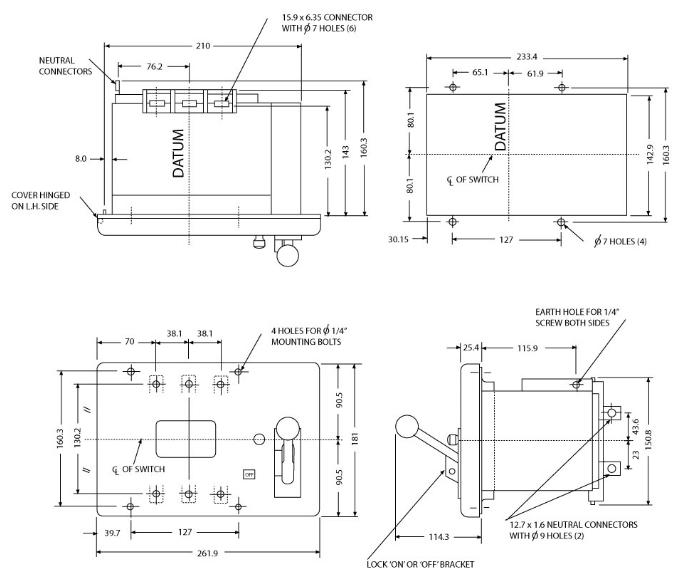 15.9 x 6.35 CONNECTOR
WITH ϕ 7 HOLES (6)
210
NEUTRAL
CONNECTORS
76.2
DATUM
8.0
130.2
143
160.3
COVER HINGED
ON L.H. SIDE
233.4
65.1
61.9
80.1
80.1
DATUM
℄ OF SWITCH
142.9
160.3
30.15
127
ϕ 7 HOLES (4)
38.1
38.1
70
4 HOLES FOR ϕ 1/4"
MOUNTING BOLTS
160.3
130.2
℄ OF SWITCH
OFF
90.5
90.5
181
39.7
127
261.9
EARTH HOLE FOR 1/4"
SCREW BOTH SIDES
25.4
115.9
43.6
23
150.8
114.3
12.7 x 1.6 NEUTRAL CONNECTORS
WITH ϕ 9 HOLES (2)
LOCK 'ON' OR 'OFF' BRACKET